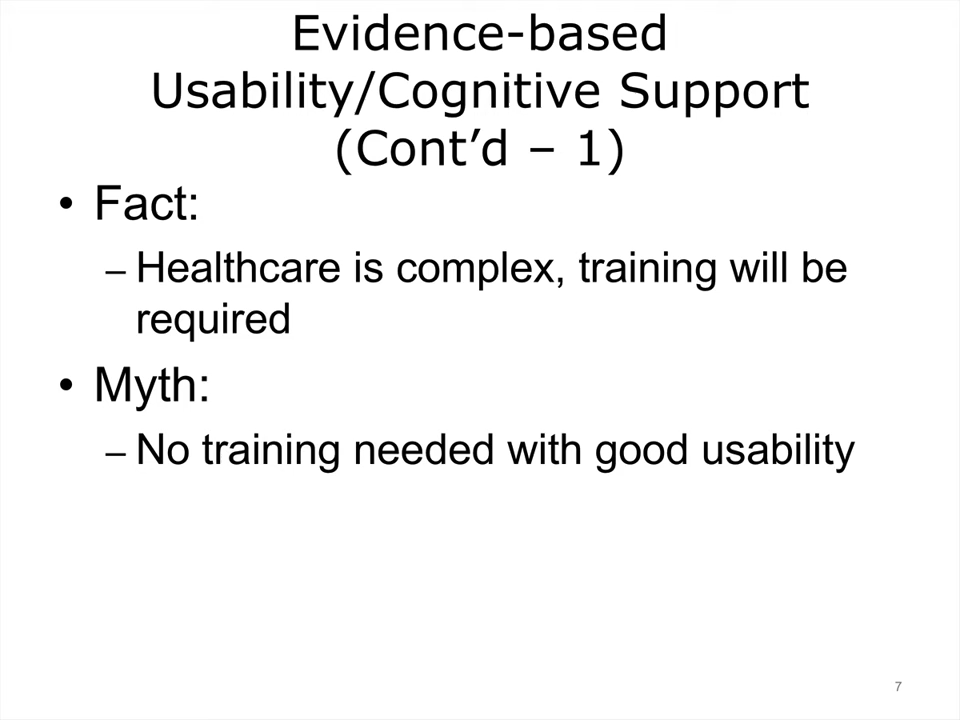 Evidence-based
Usability/Cognitive Support
(Cont’d – 1)
• Fact:
– Healthcare is complex, training will be
required
• Myth:
– No training needed with good usability
7